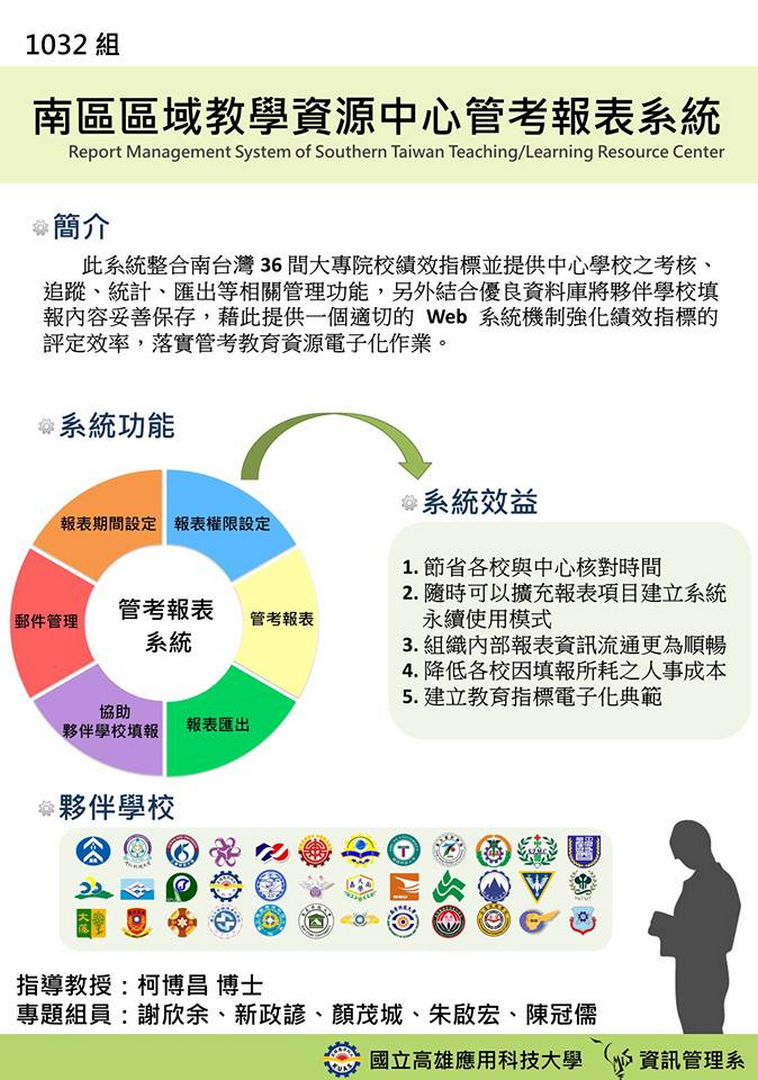 1032 組
南區區域教學資源中心管考報表系統
Report Management System of Southern Taiwan Teaching/Learning Resource Center
簡介
此系統整合南台灣 36 間大專院校績效指標並提供中心學校之考核、
追蹤、統計、匯出等相關管理功能，另外結合優良資料庫將夥伴學校填
報內容妥善保存，藉此提供一個適切的 Web 系統機制強化績效指標的
評定效率，落實管考教育資源電子化作業。
系統功能
報表期間設定
報表權限設定
郵件管理
管考報表
系統
管考報表
協助
夥伴學校填報
報表匯出
系統效益
1. 節省各校與中心核對時間
2. 隨時可以擴充報表項目建立系統
永續使用模式
3. 組織內部報表資訊流通更為順暢
4. 降低各校因填報所耗之人事成本
5. 建立教育指標電子化典範
夥伴學校
指導教授：柯博昌 博士
專題組員：謝欣余、新政諺、顏茂城、朱啟宏、陳冠儒
KUAS 國立高雄應用科技大學 MIS 資訊管理系